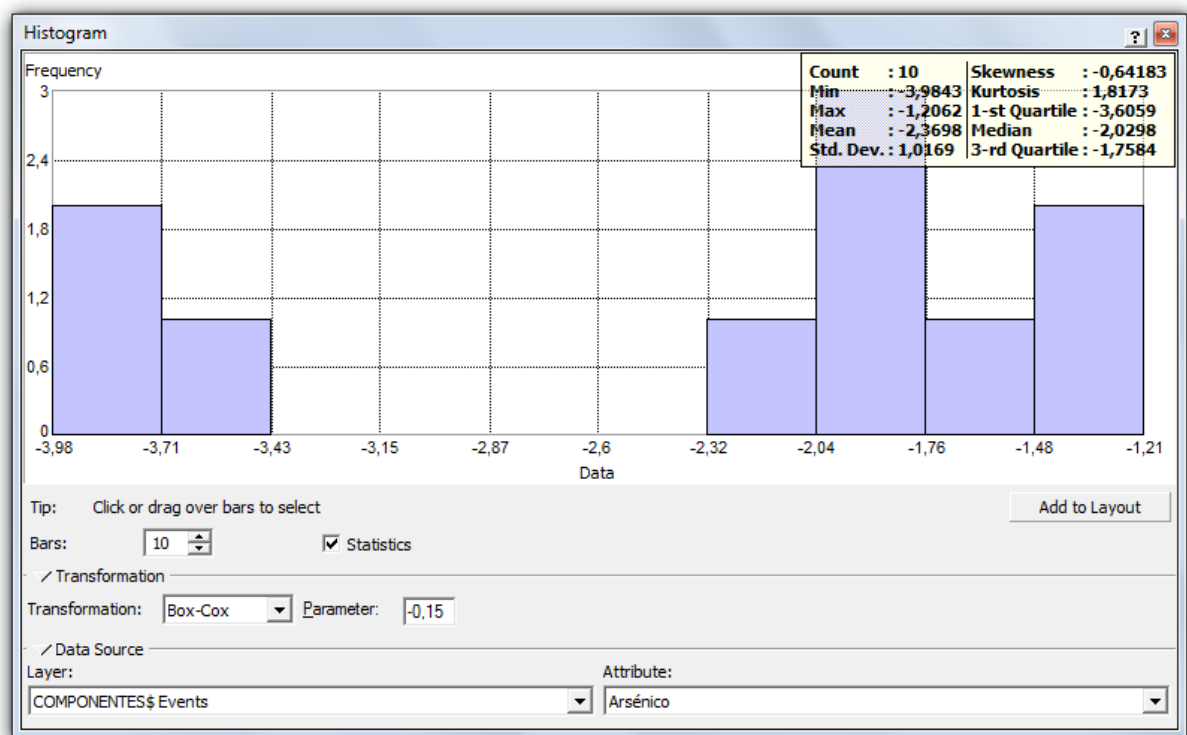 Histogram
?
Frequency
Count : 10 Skewness : -0,64183
Min : -3,9843 Kurtosis : 1,8173
Max : -1,2062 1-st Quartile : -3,6059
Mean : -2,3698 Median : -2,0298
Std. Dev. : 1,0169 3-rd Quartile : -1,7584
3
2,4
1,8
1,2
0,6
0
-3,98 -3,71 -3,43 -3,15 -2,87 -2,6 -2,32 -2,04 -1,76 -1,48 -1,21
Data
Tip: Click or drag over bars to select Add to Layout
Bars: 10 Statistics
Transformation
Transformation: Box-Cox Parameter: -0,15
Data Source
Layer: Attribute:
COMPONENTES$ Events Arsénico